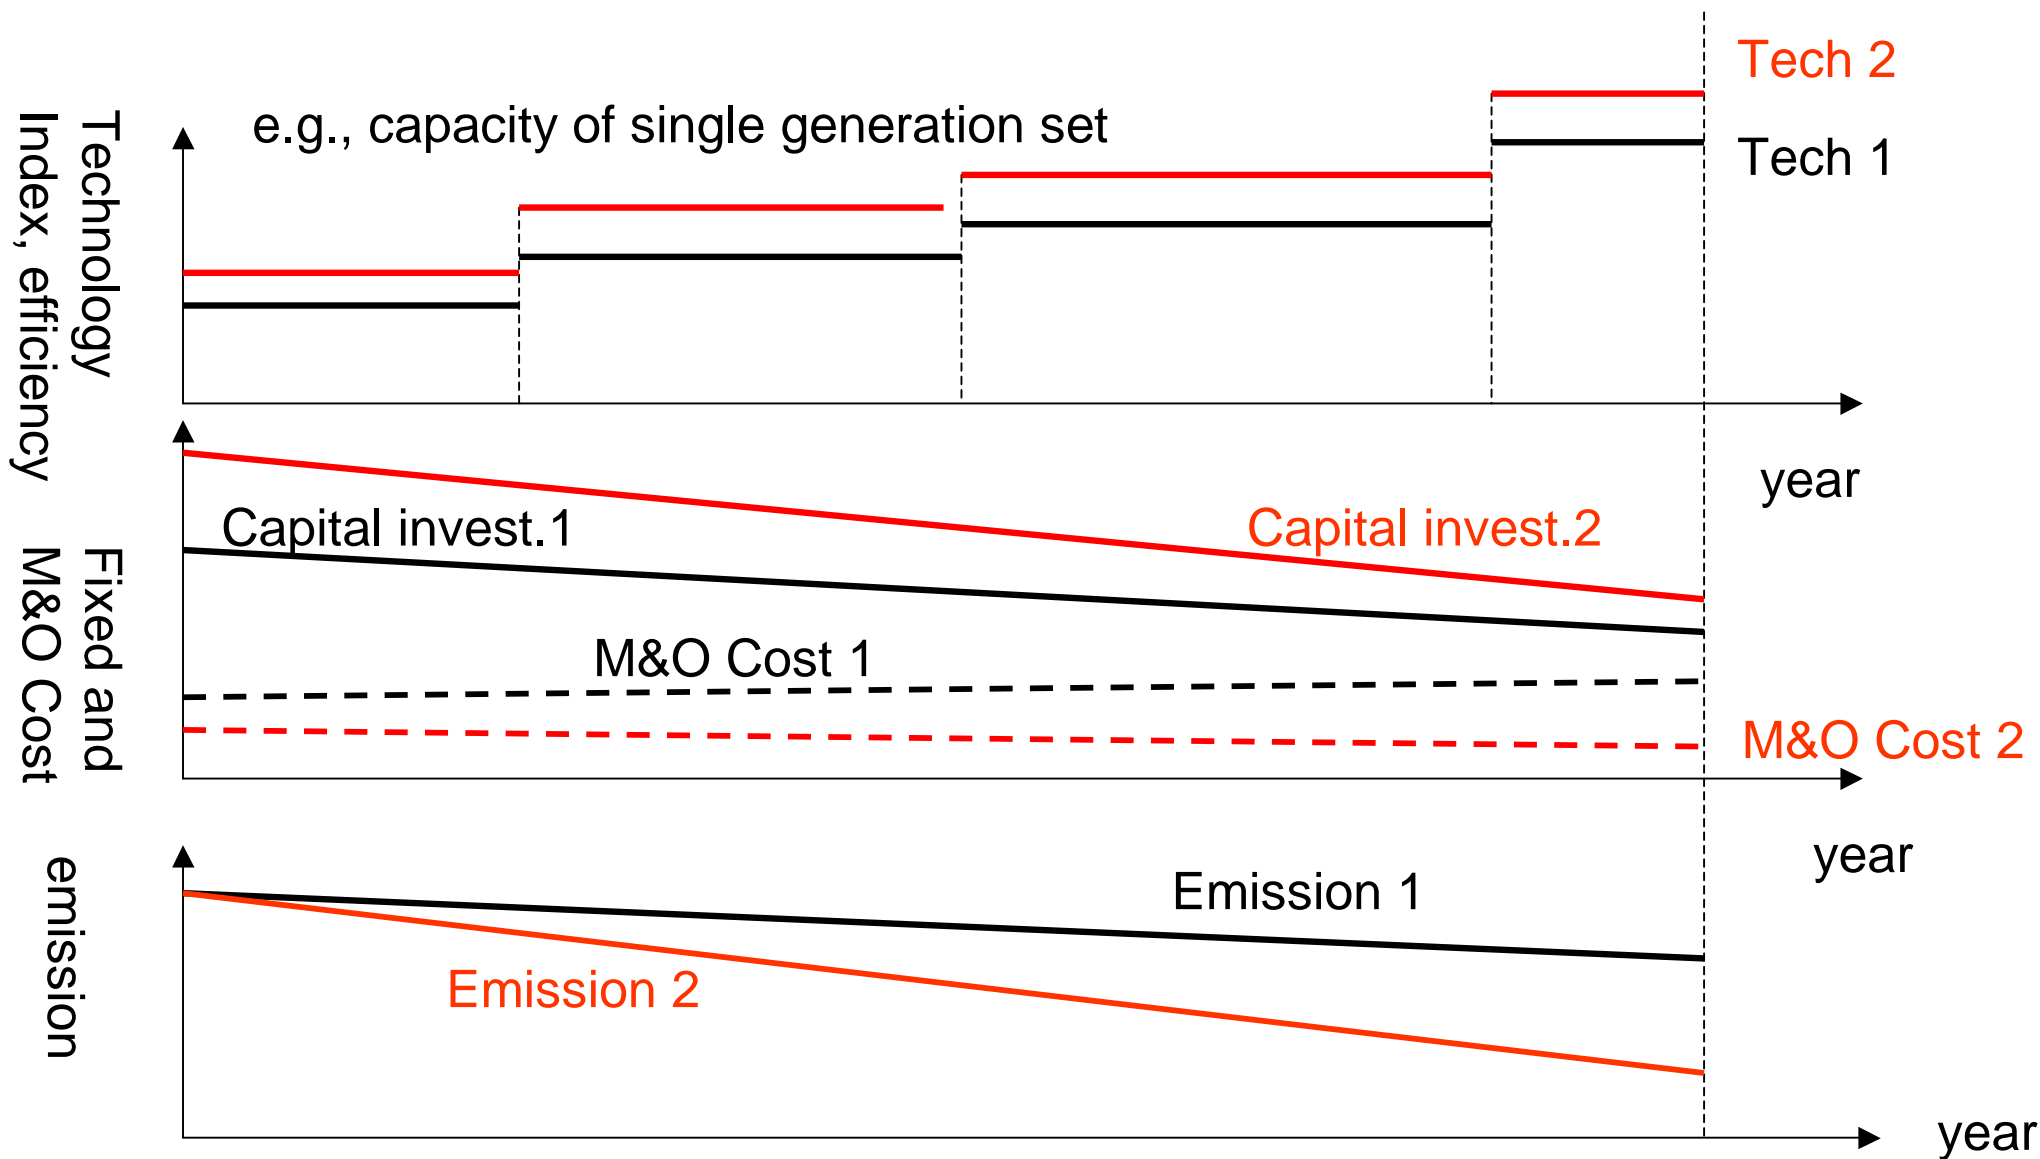 Tech 2
e.g., capacity of single generation set
Tech 1
Technology
Index, efficiency
year
Capital invest.1
Capital invest.2
Fixed and
M&O Cost
M&O Cost 1
M&O Cost 2
year
emission
Emission 1
Emission 2
year